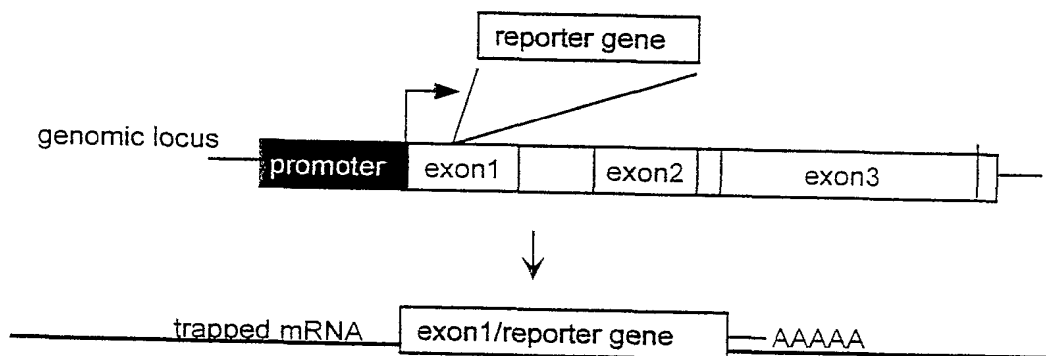 reporter gene
genomic locus
promoter exon1 exon2 exon3
trapped mRNA exon1/reporter gene AAAAA